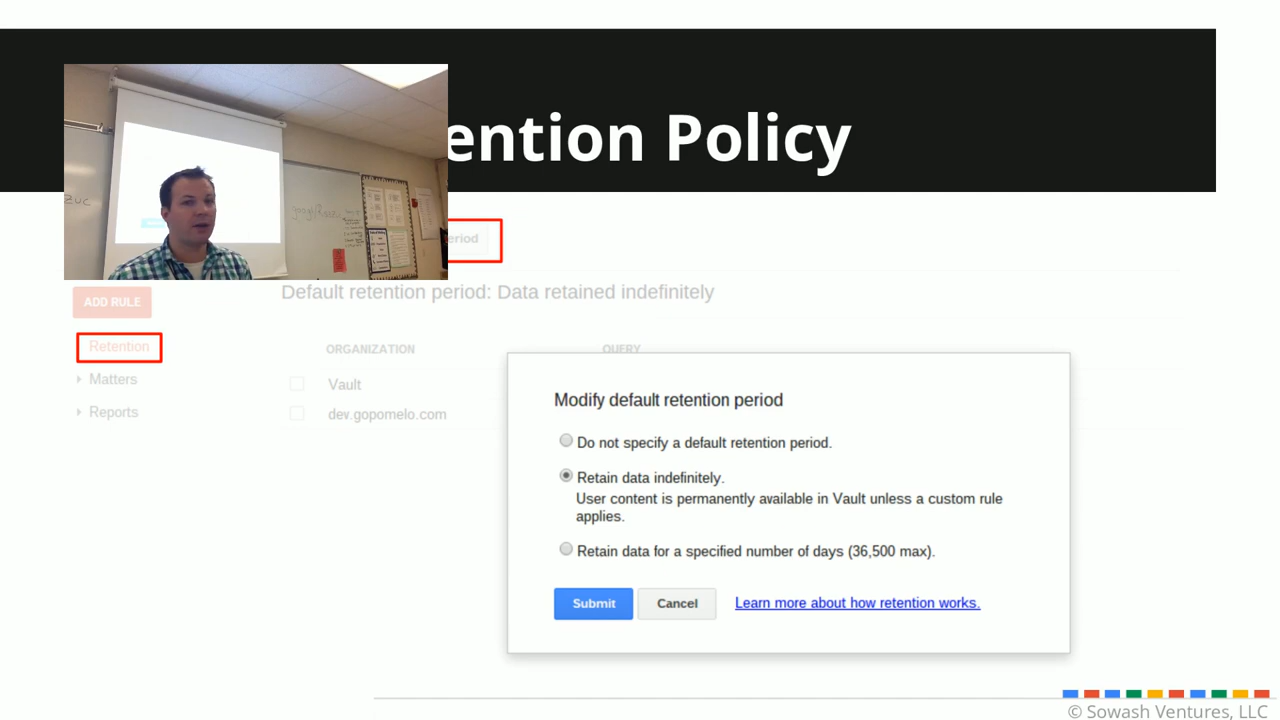 ention Policy
eriod
ADD RULE
Default retention period: Data retained indefinitely
Retention
ORGANIZATION QUERY
Matters
Vault
Reports
dev.gopomelo.com
Modify default retention period
Do not specify a default retention period.
Retain data indefinitely.
User content is permanently available in Vault unless a custom rule
applies.
Retain data for a specified number of days (36,500 max).
Submit Cancel Learn more about how retention works.
© Sowash Ventures, LLC